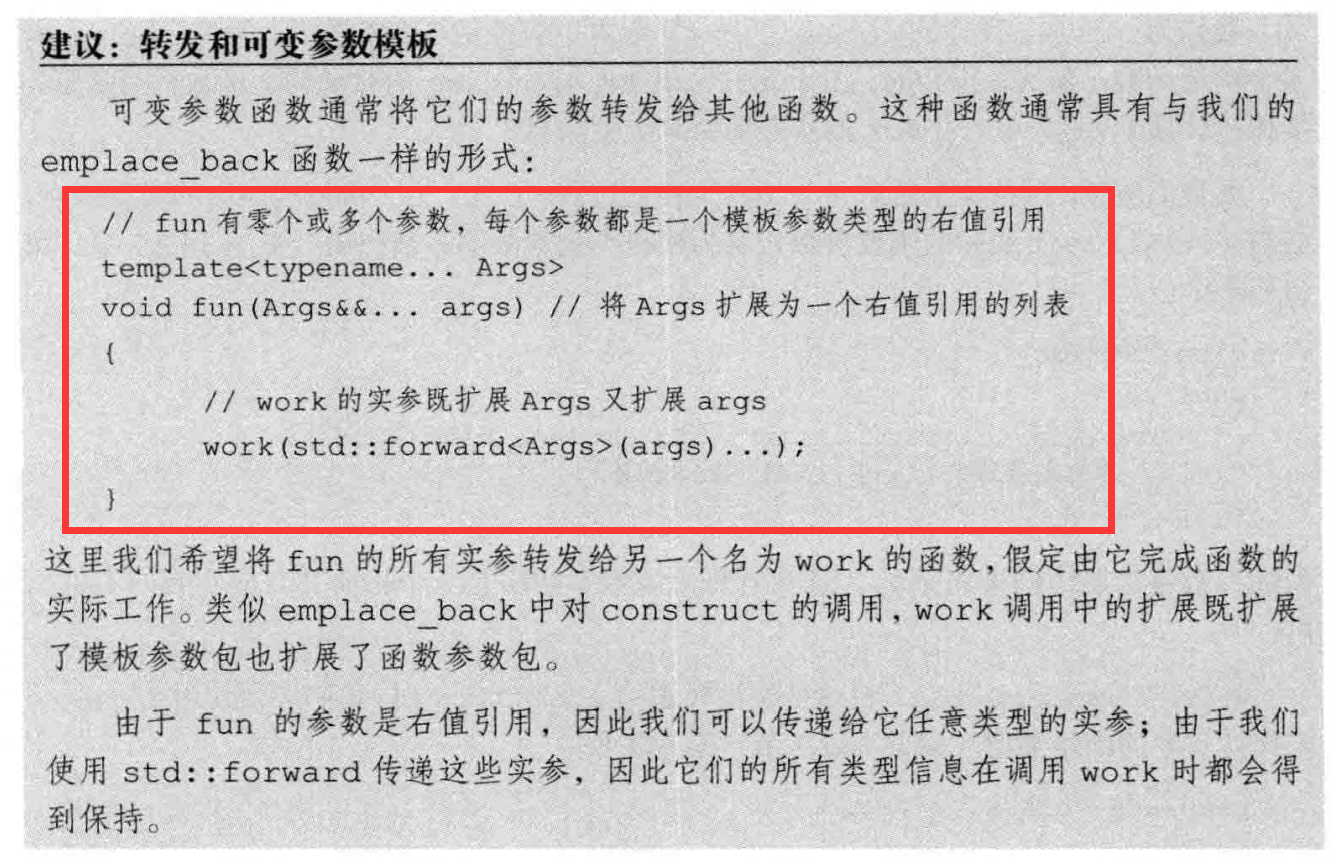 建议：转发和可变参数模板
可变参数函数通常将它们的参数转发给其他函数。这种函数通常具有与我们的
emplace_back 函数一样的形式：
// fun 有零个或多个参数，每个参数都是一个模板参数类型的右值引用
template<typename... Args>
void fun(Args&&... args) // 将 Args 扩展为一个右值引用的列表
{
// work 的实参既扩展 Args 又扩展 args
work(std::forward<Args>(args)...);
}
这里我们希望将 fun 的所有实参转发给另一个名为 work 的函数，假定由它完成函数的
实际工作。类似 emplace_back 中对 construct 的调用，work 调用中的扩展既扩展
了模板参数包也扩展了函数参数包。
由于 fun 的参数是右值引用，因此我们可以传递给它任意类型的实参；由于我们
使用 std::forward 传递这些实参，因此它们的所有类型信息在调用 work 时都会得
到保持。